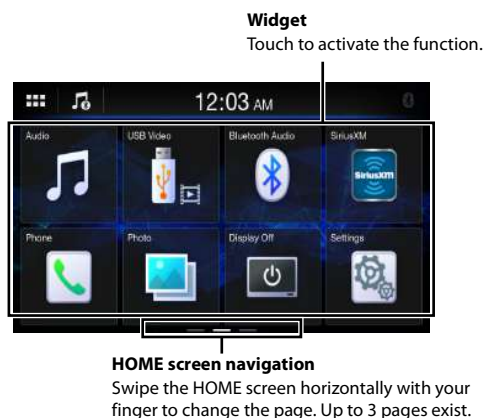 Widget
Touch to activate the function.
12:03 AM
Audio
USB Video
Bluetooth Audio
SiriusXM
SiriusXM
Phone
Photo
Display Off
Settings
HOME screen navigation
Swipe the HOME screen horizontally with your
finger to change the page. Up to 3 pages exist.